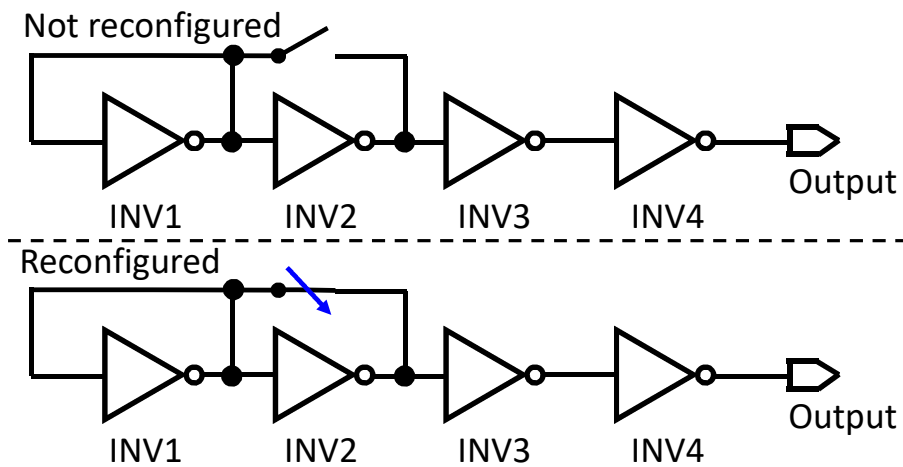 Not reconfigured
Output
INV1 INV2 INV3 INV4
Reconfigured
Output
INV1 INV2 INV3 INV4